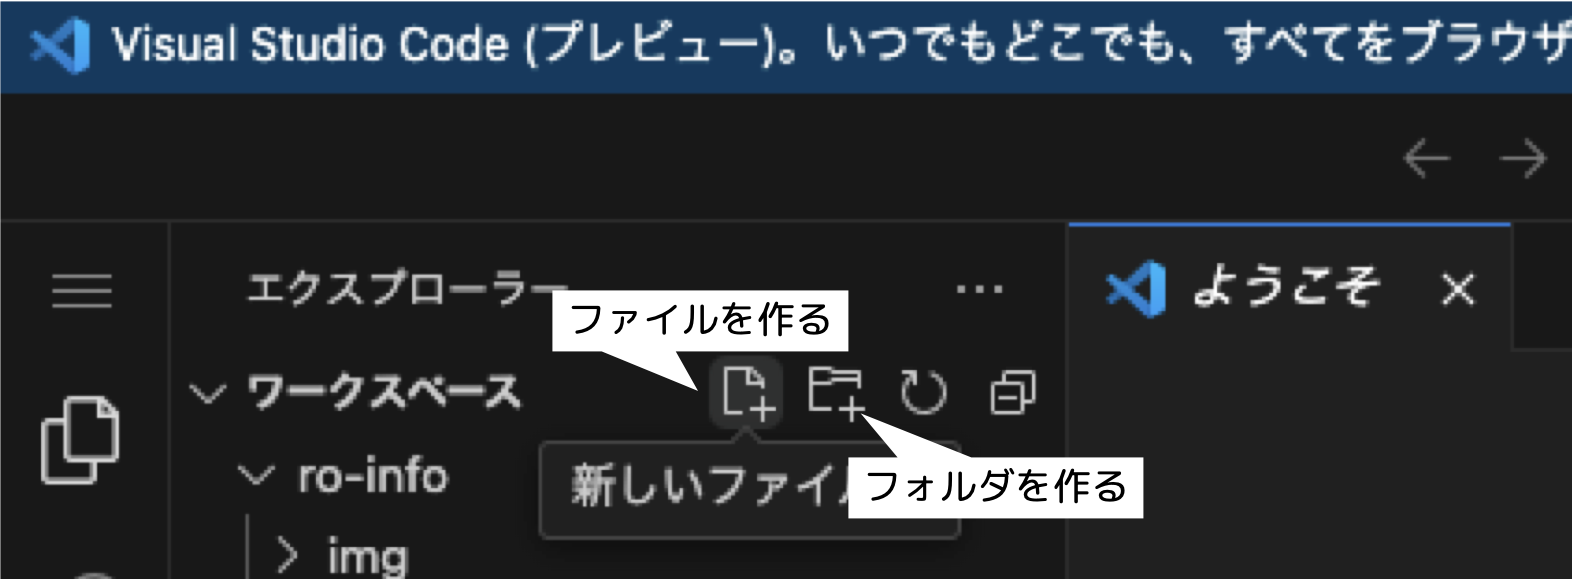 Visual Studio Code (プレビュー)。いつでもどこでも、すべてをブラウザ
エクスプローラー
ようこそ
ファイルを作る
ワークスペース
ro-info
新しいファイ
フォルダを作る
img